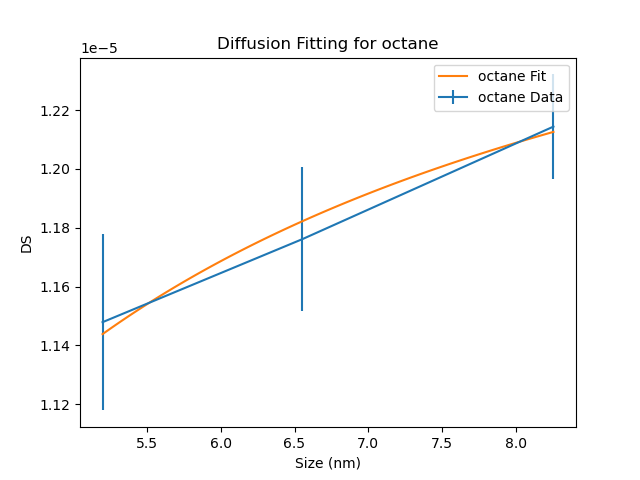 Diffusion Fitting for octane
1e−5
octane Fit
octane Data
1.22
1.20
1.18
1.16
1.14
1.12
DS
5.5 6.0 6.5 7.0 7.5 8.0
Size (nm)